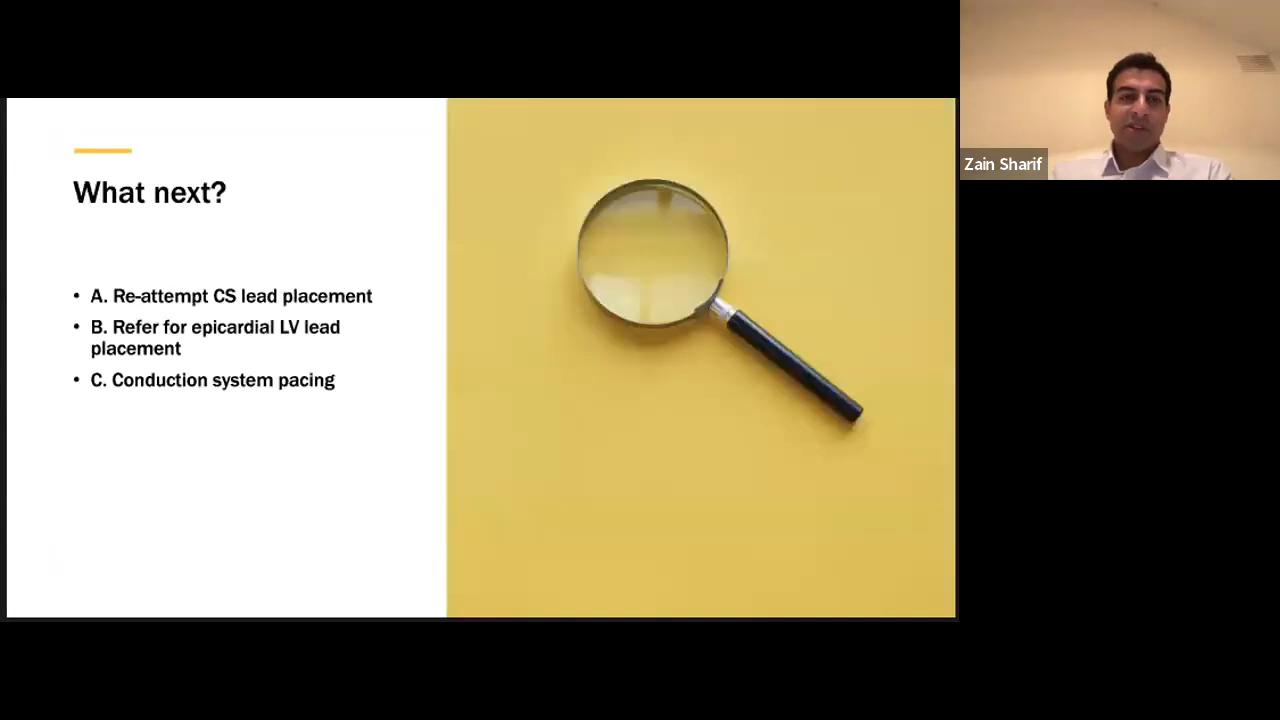 What next?
• A. Re-attempt CS lead placement
• B. Refer for epicardial LV lead
placement
• C. Conduction system pacing
Zain Sharif